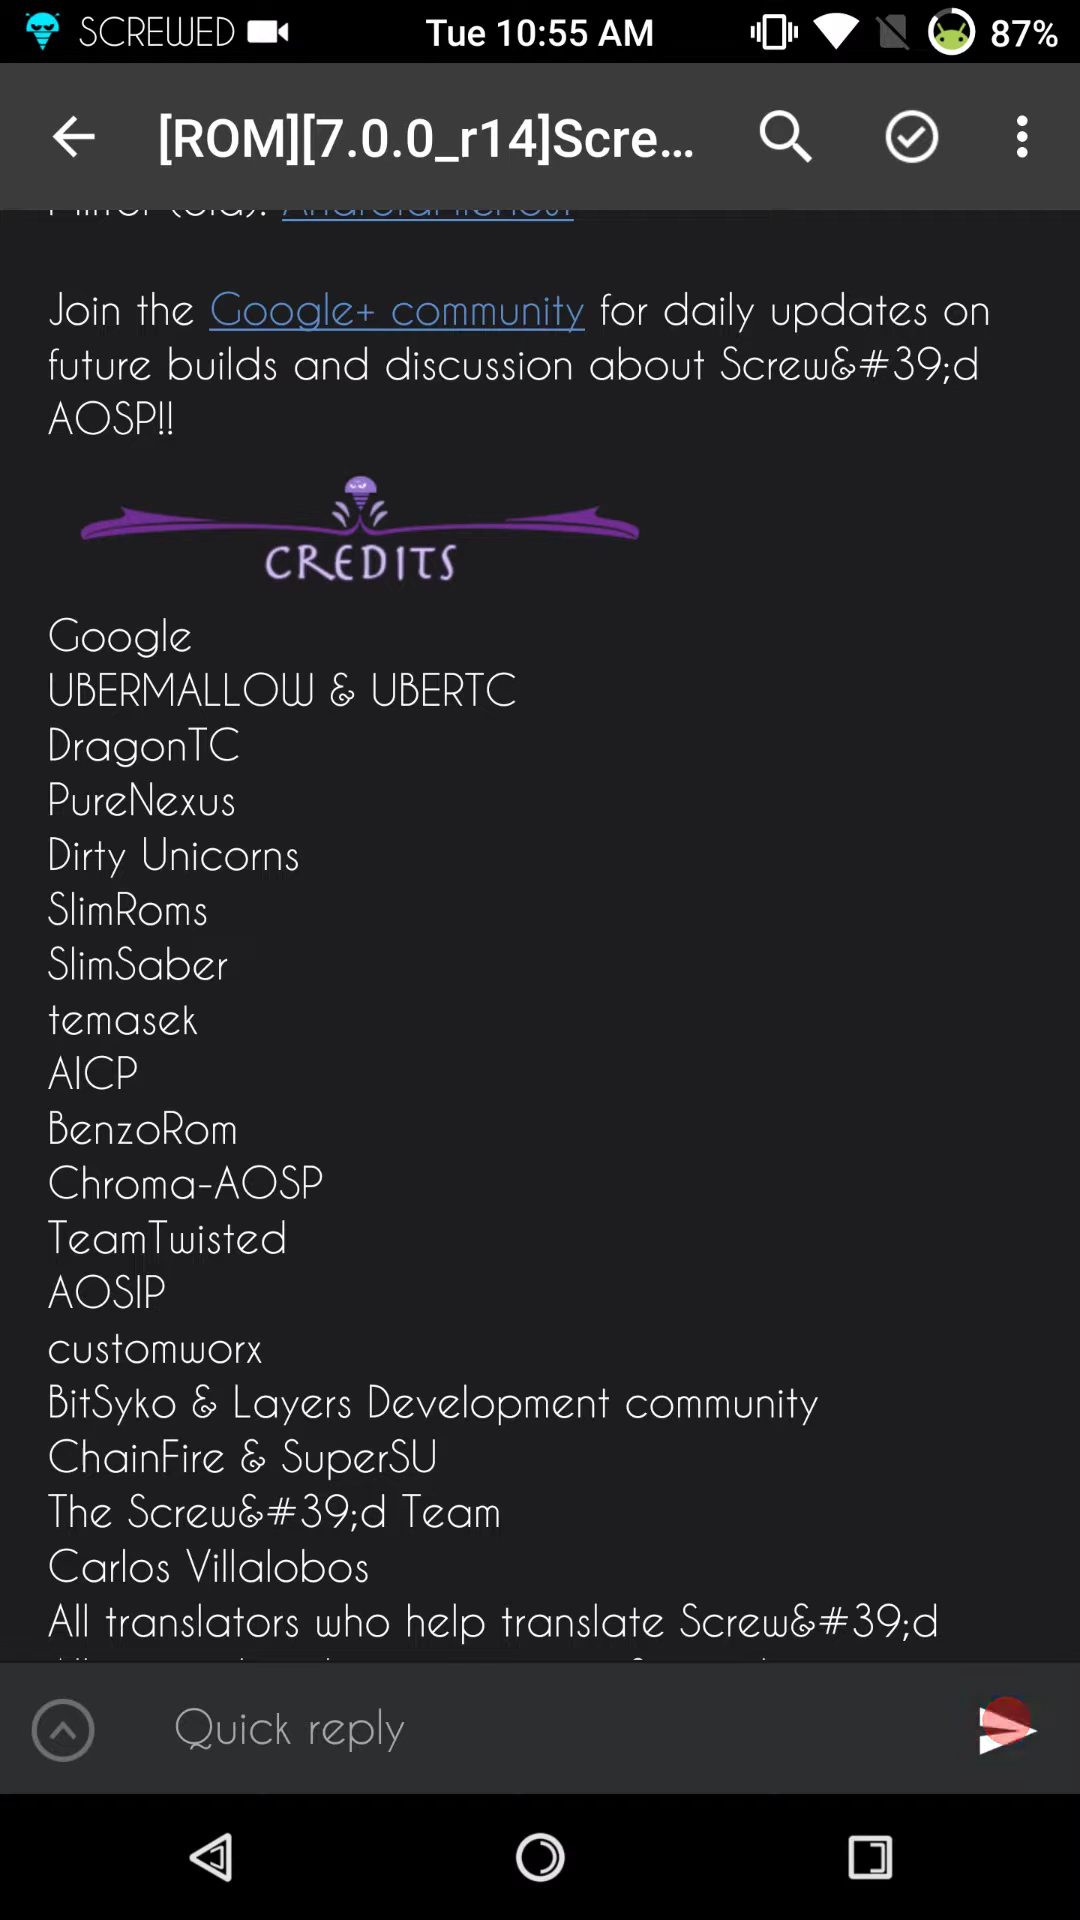 SCREWED Tue 10:55 AM 87%
[ROM][7.0.0_r14]Scre...
Join the Google+ community for daily updates on
future builds and discussion about Screw&#39;d
AOSP!!
CREDITS
Google
UBERMALLOW & UBERTC
DragonTC
PureNexus
Dirty Unicorns
SlimRoms
SlimSaber
temasek
AICP
BenzoRom
Chroma-AOSP
TeamTwisted
AOSIP
customworx
BitSyko & Layers Development community
ChainFire & SuperSU
The Screw&#39;d Team
Carlos Villalobos
All translators who help translate Screw&#39;d
Quick reply